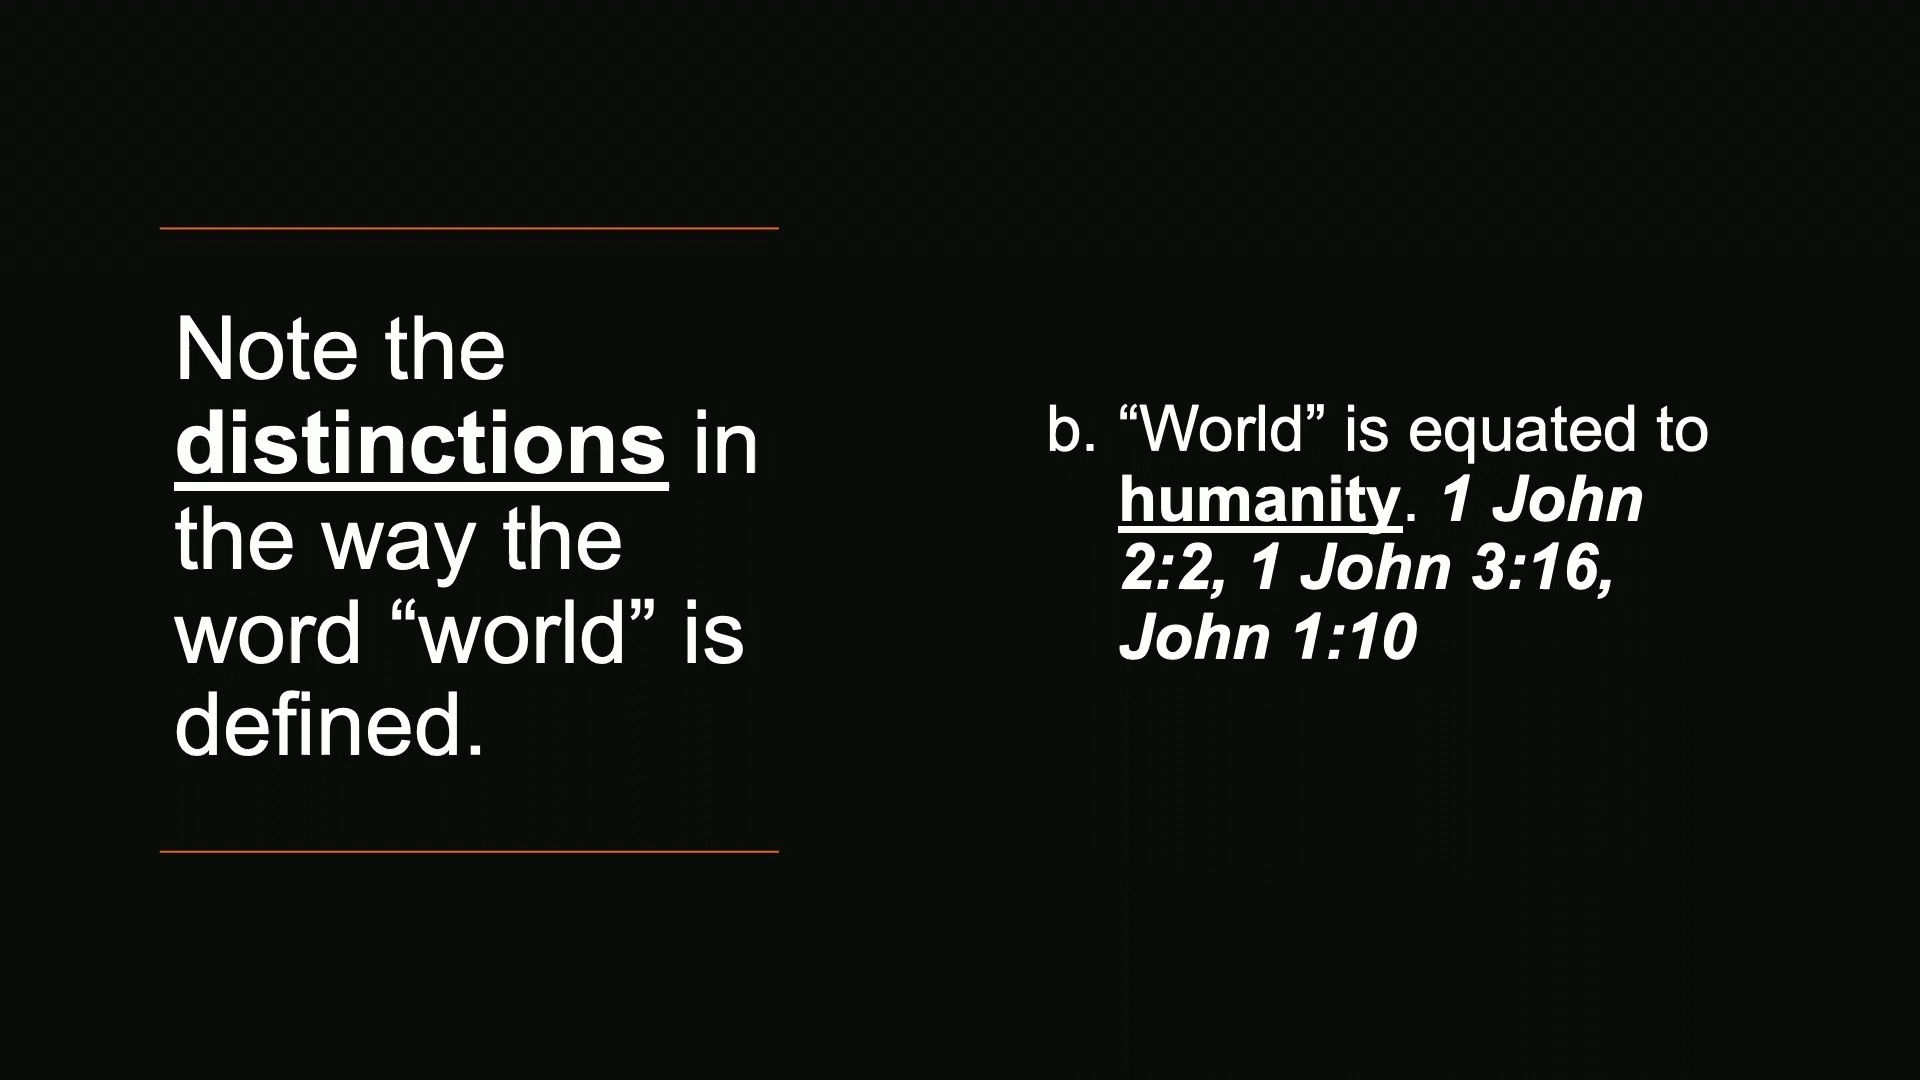 Note the
distinctions in
the way the
word “world” is
defined.
b. “World” is equated to
humanity. 1 John
2:2, 1 John 3:16,
John 1:10